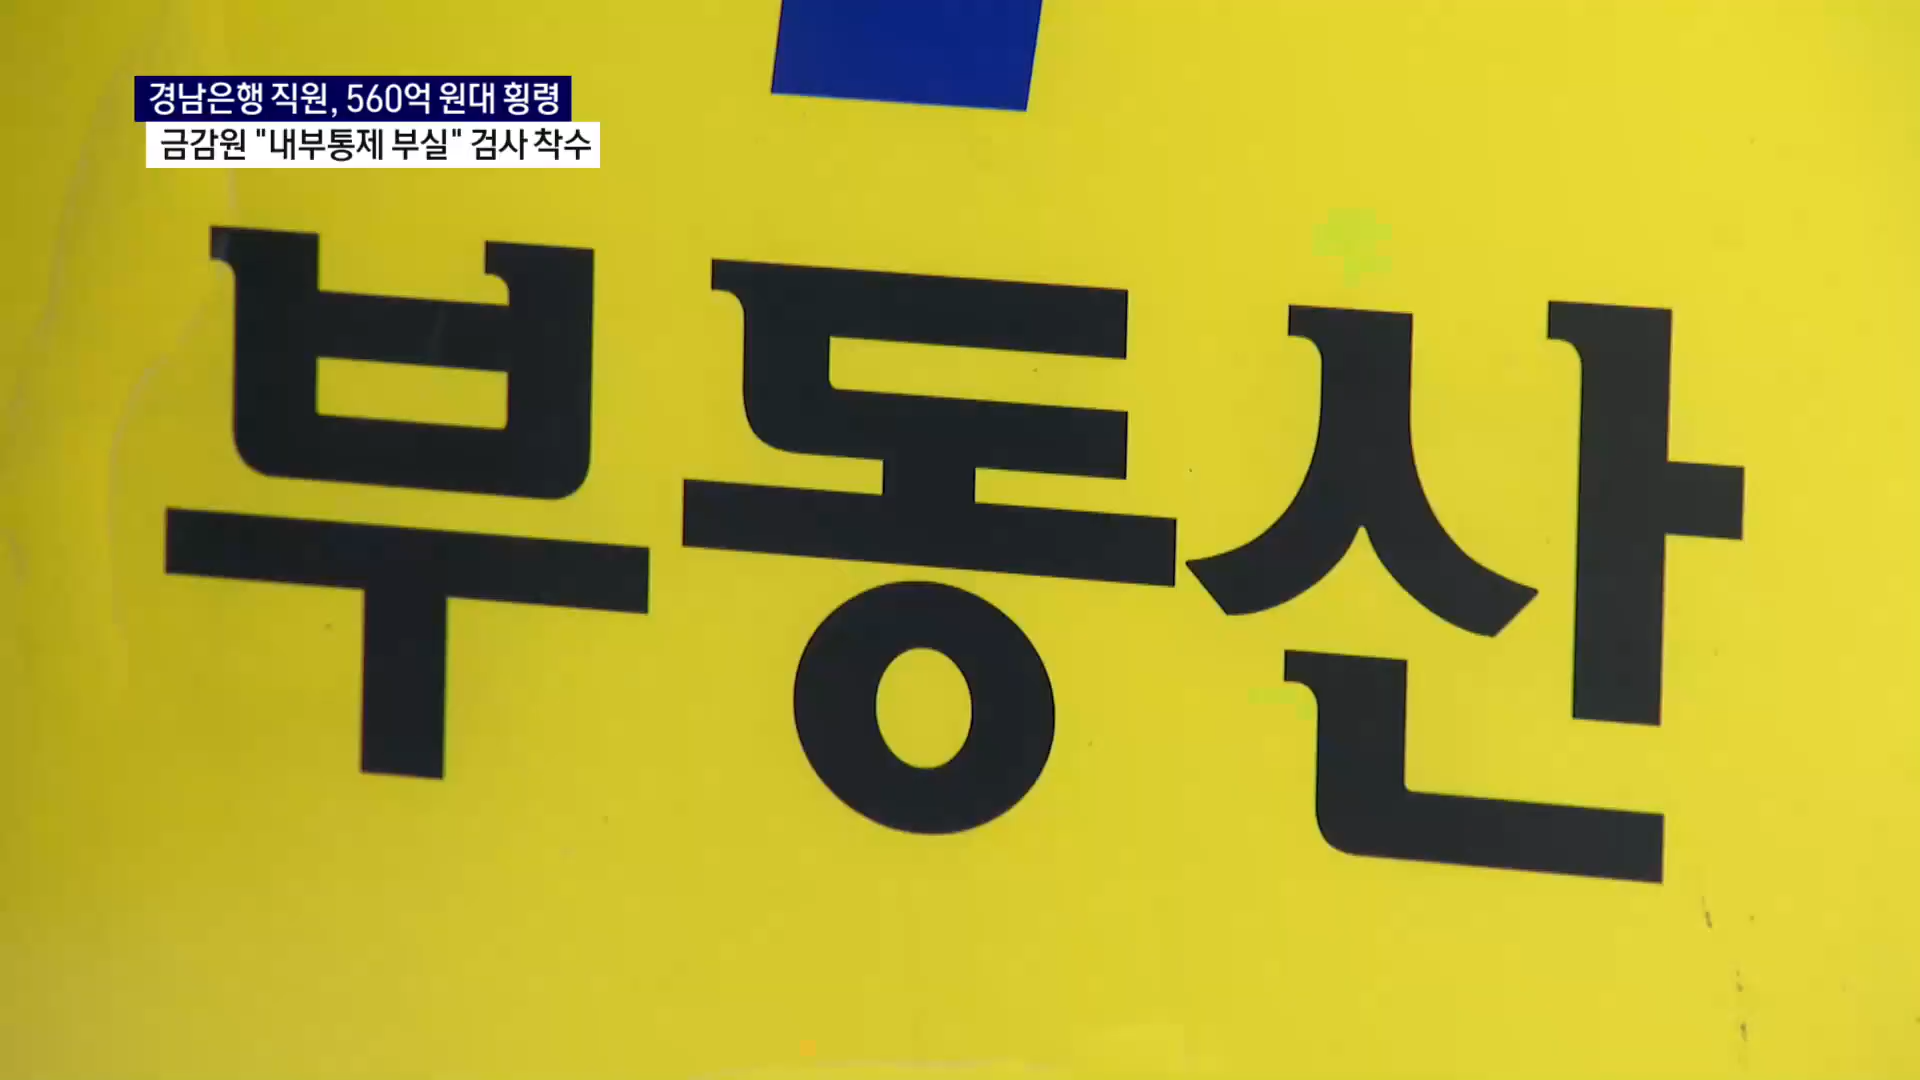 경남은행 직원, 560억 원대 횡령
금감원 "내부통제 부실" 검사 착수
부동산